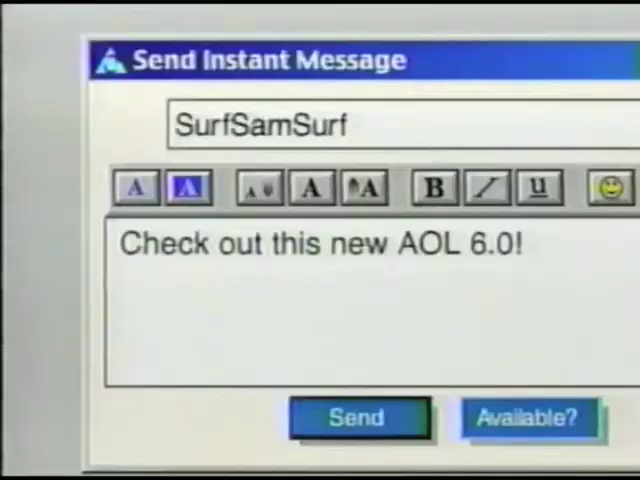 Send Instant Message
SurfSamSurf
A A A A A B I U
Check out this new AOL 6.0!
Send Available?